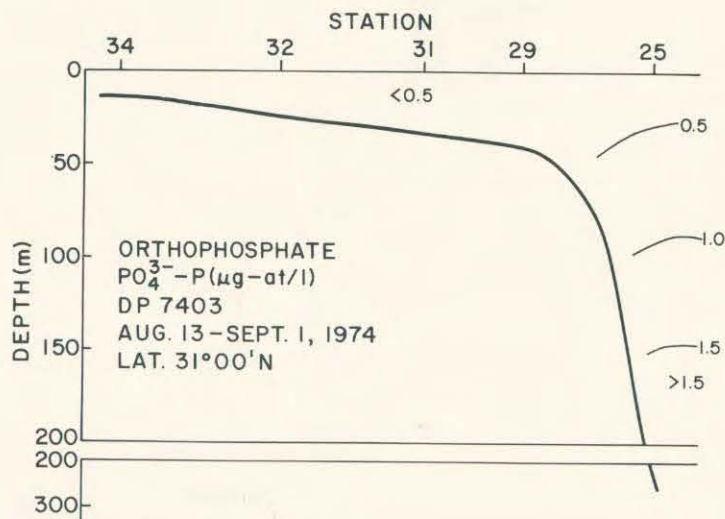 STATION
34 32 31 29 25
0
<0.5
0.5
50
1.0
100
ORTHOPHOSPHATE
PO₄³⁻-P(μg-at/l)
DP 7403
AUG. 13-SEPT. 1, 1974
LAT. 31°00'N
DEPTH(m)
150
1.5
>1.5
200
200
300